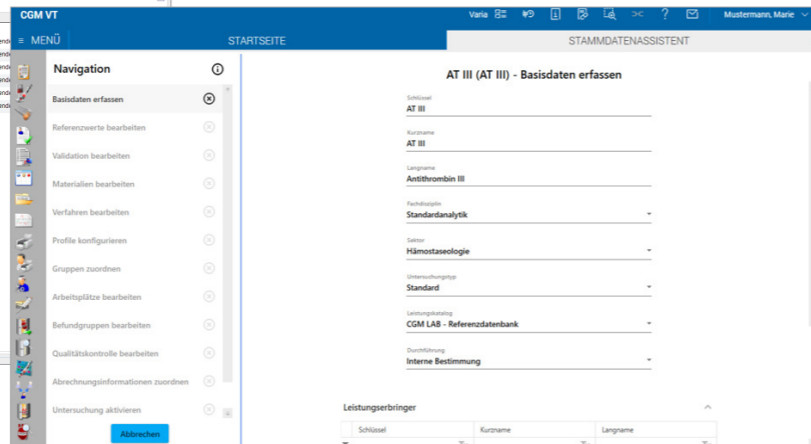 CGM VT
Varia
Mustermann, Marie
≡ MENÜ
STARTSEITE
STAMMDATENASSISTENT
Navigation
Basisdaten erfassen
Referenzwerte bearbeiten
Validation bearbeiten
Materialien bearbeiten
Verfahren bearbeiten
Profile konfigurieren
Gruppen zuordnen
Arbeitsplätze bearbeiten
Befundgruppen bearbeiten
Qualitätskontrolle bearbeiten
Abrechnungsinformationen zuordnen
Untersuchung aktivieren
Abbrechen
AT III (AT III) - Basisdaten erfassen
Schlüssel
AT III
Kurzname
AT III
Langname
Antithrombin III
Fachdisziplin
Standardanalytik
Sektor
Hämostaseologie
Untersuchungstyp
Standard
Leistungskatalog
CGM LAB - Referenzdatenbank
Durchführung
Interne Bestimmung
Leistungserbringer
Schlüssel Kurzname Langname